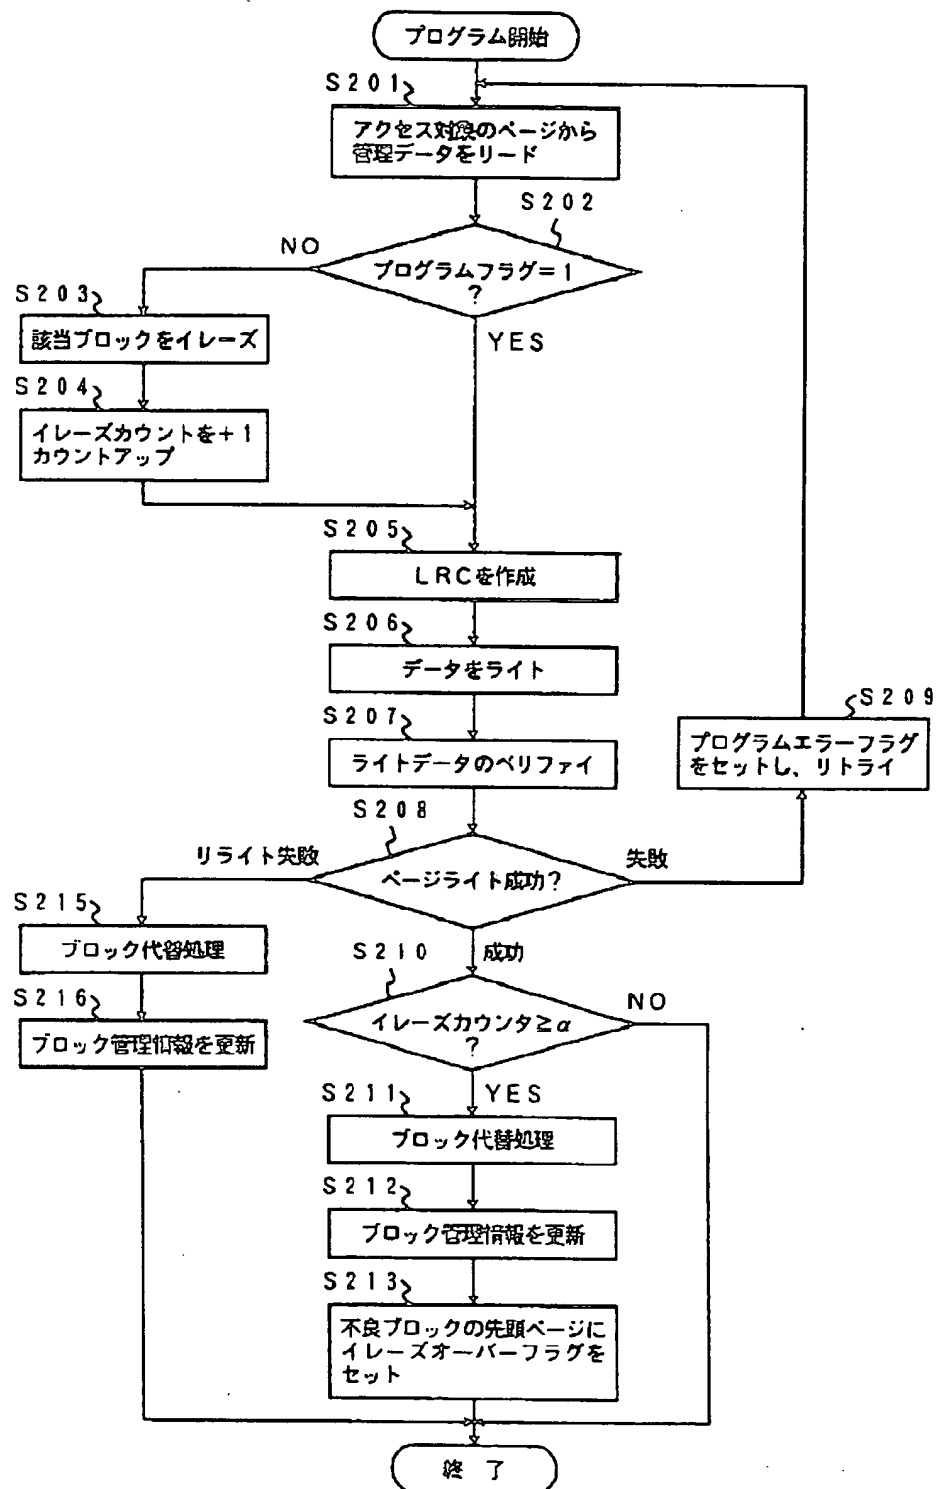 プログラム開始
S201
アクセス対象のページから
管理データをリード
S202
NO
プログラムフラグ=1
?
YES
S203
該当ブロックをイレーズ
S204
イレーズカウントを+1
カウントアップ
S205
LRCを作成
S206
データをライト
S207
ライトデータのベリファイ
S209
プログラムエラーフラグ
をセットし、リトライ
S208
リライト失敗
ページライト成功?
失敗
S215
ブロック代替処理
S210
成功
S216
ブロック管理情報を更新
イレーズカウンタ≧α
?
NO
YES
S211
ブロック代替処理
S212
ブロック管理情報を更新
S213
不良ブロックの先頭ページに
イレーズオーバーフラグを
セット
終了